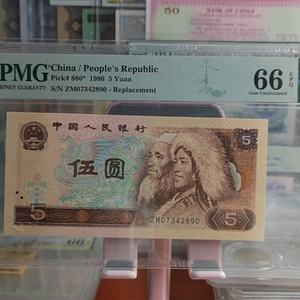 50
BANK OF CHINA
PMG
MONEY GUARANTY
China / People's Republic
Pick# 886* 1980 5 Yuan
S/N ZM07342890 - Replacement
66
EPQ
Gem Uncirculated
中国人民银行
5
伍圆
ZM07342890
5
5
66